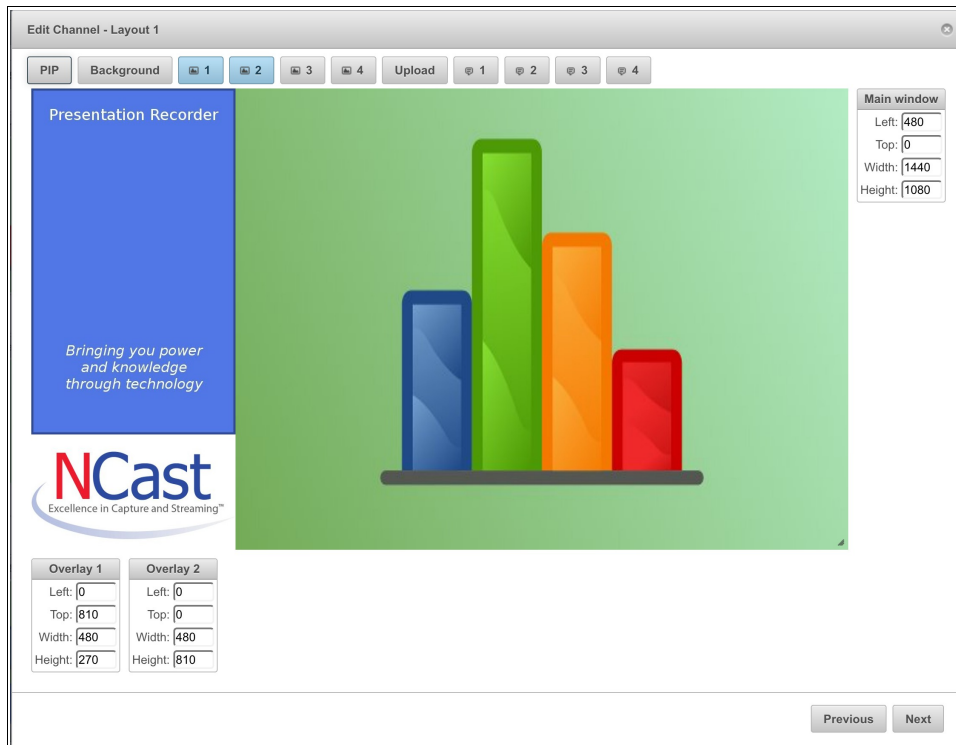 Edit Channel - Layout 1
PIP Background 1 2 3 4 Upload 1 2 3 4
Presentation Recorder
Bringing you power
and knowledge
through technology
NCast
Excellence in Capture and Streaming™
Main window
Left: 480
Top: 0
Width: 1440
Height: 1080
Overlay 1
Left: 0
Top: 810
Width: 480
Height: 270
Overlay 2
Left: 0
Top: 0
Width: 480
Height: 810
Previous Next